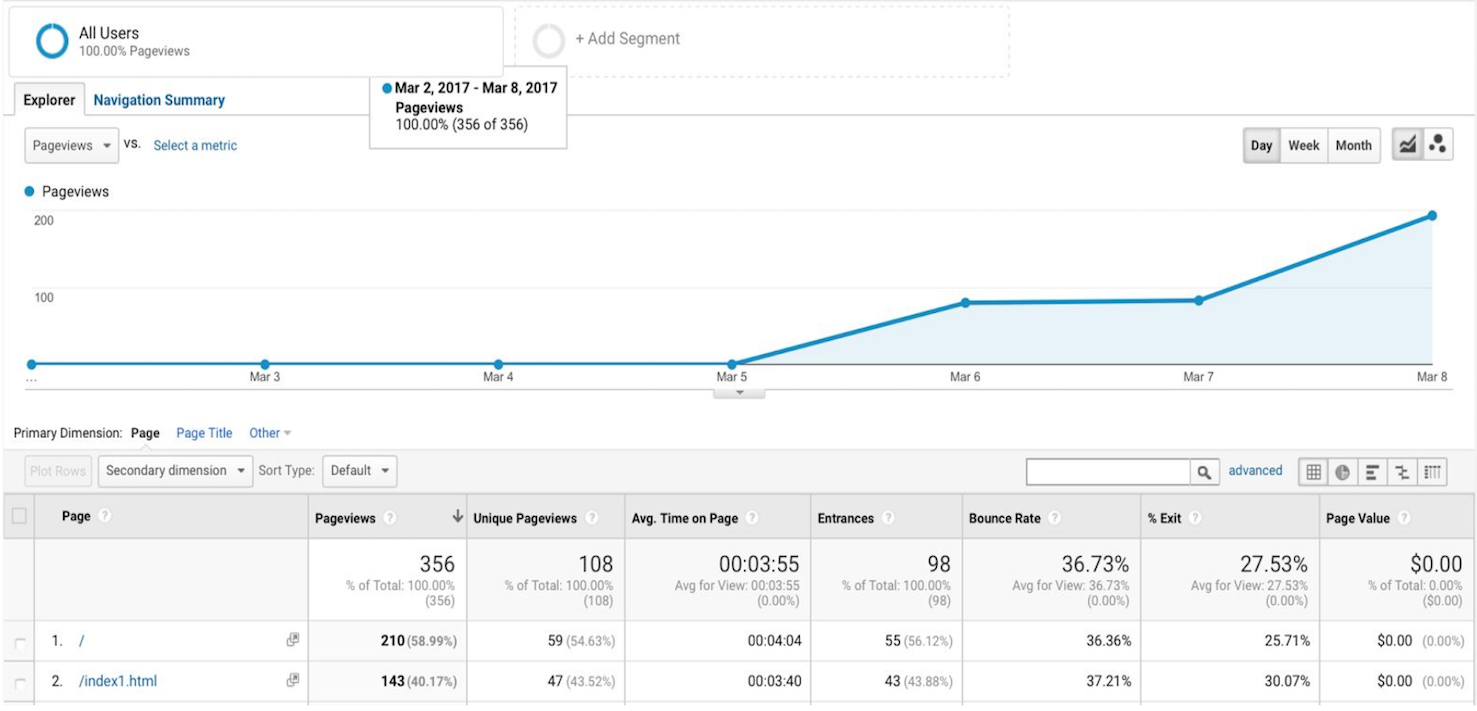 All Users
100.00% Pageviews
+ Add Segment
Mar 2, 2017 - Mar 8, 2017
Pageviews
100.00% (356 of 356)
Explorer Navigation Summary
Pageviews vs. Select a metric
Day Week Month
Pageviews
200
100
... Mar 3 Mar 4 Mar 5 Mar 6 Mar 7 Mar 8
Primary Dimension: Page Page Title Other
Plot Rows Secondary dimension Sort Type: Default advanced
Page ? Pageviews ? Unique Pageviews ? Avg. Time on Page ? Entrances ? Bounce Rate ? % Exit ? Page Value ?
356 108 00:03:55 98 36.73% 27.53% $0.00
% of Total: 100.00% % of Total: 100.00% Avg for View: 00:03:55 % of Total: 100.00% Avg for View: 36.73% Avg for View: 27.53% % of Total: 0.00%
(356) (108) (0.00%) (98) (0.00%) (0.00%) ($0.00)
1. / 210 (58.99%) 59 (54.63%) 00:04:04 55 (56.12%) 36.36% 25.71% $0.00 (0.00%)
2. /index1.html 143 (40.17%) 47 (43.52%) 00:03:40 43 (43.88%) 37.21% 30.07% $0.00 (0.00%)